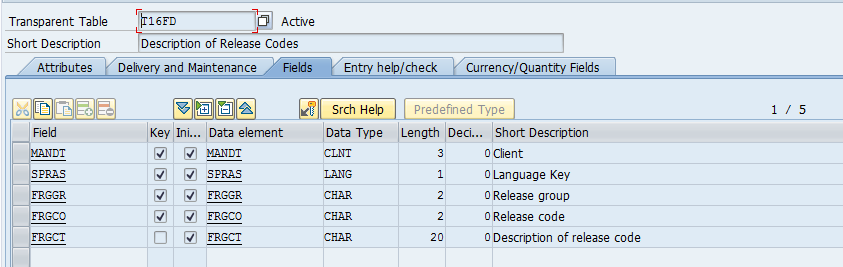 Transparent Table T16FD Active
Short Description Description of Release Codes
Attributes Delivery and Maintenance Fields Entry help/check Currency/Quantity Fields
Srch Help Predefined Type 1 / 5
Field Key Ini... Data element Data Type Length Deci... Short Description
MANDT MANDT CLNT 3 0 Client
SPRAS SPRAS LANG 1 0 Language Key
FRGGR FRGGR CHAR 2 0 Release group
FRGCO FRGCO CHAR 2 0 Release code
FRGCT FRGCT CHAR 20 0 Description of release code